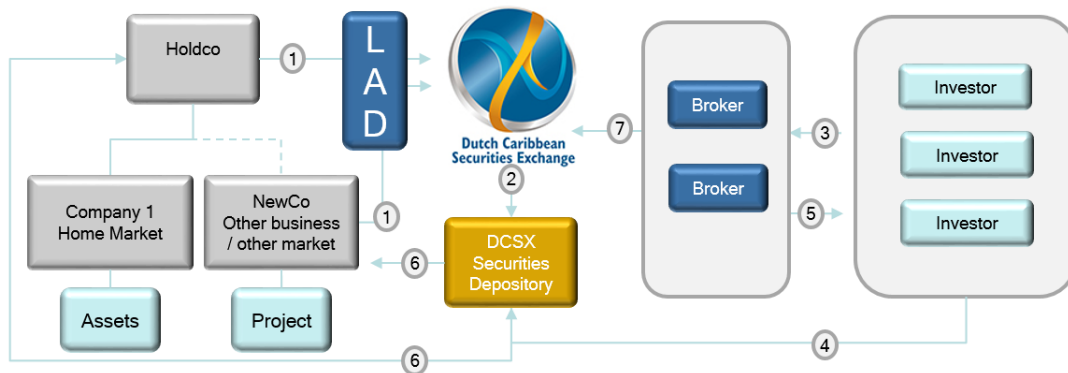 Holdco
1
L
A
D
Dutch Caribbean
Securities Exchange
7
Broker
Broker
3
5
Investor
Investor
Investor
2
Company 1
Home Market
NewCo
Other business
/ other market
1
DCSX
Securities
Depository
6
Assets
Project
6
4